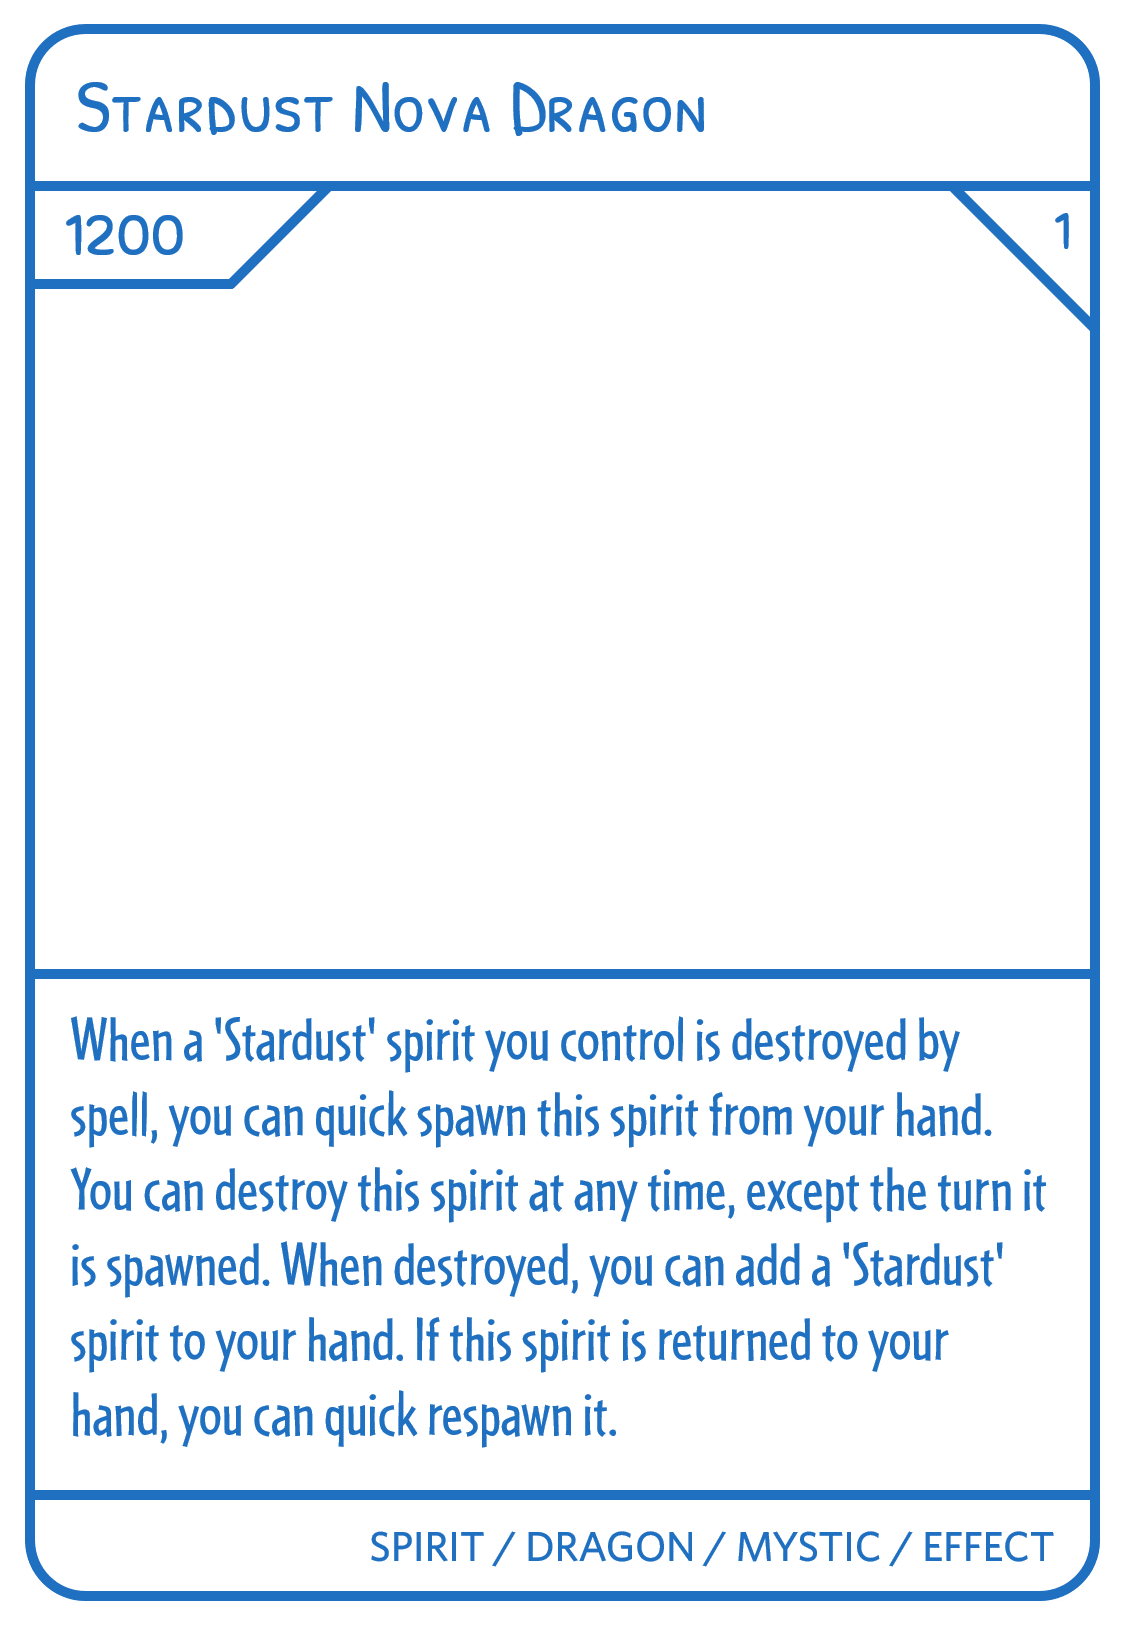 Stardust Nova Dragon
1200
1
When a 'Stardust' spirit you control is destroyed by
spell, you can quick spawn this spirit from your hand.
You can destroy this spirit at any time, except the turn it
is spawned. When destroyed, you can add a 'Stardust'
spirit to your hand. If this spirit is returned to your
hand, you can quick respawn it.
SPIRIT / DRAGON / MYSTIC / EFFECT